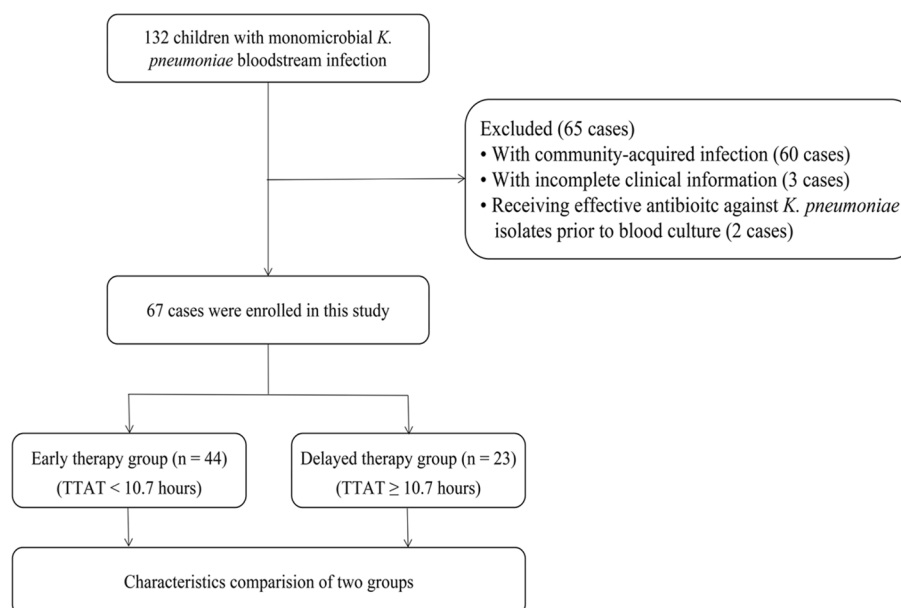 132 children with monomicrobial K.
pneumoniae bloodstream infection
Excluded (65 cases)
• With community-acquired infection (60 cases)
• With incomplete clinical information (3 cases)
• Receiving effective antibioitc against K. pneumoniae
isolates prior to blood culture (2 cases)
67 cases were enrolled in this study
Early therapy group (n = 44)
(TTAT < 10.7 hours)
Delayed therapy group (n = 23)
(TTAT ≥ 10.7 hours)
Characteristics comparision of two groups